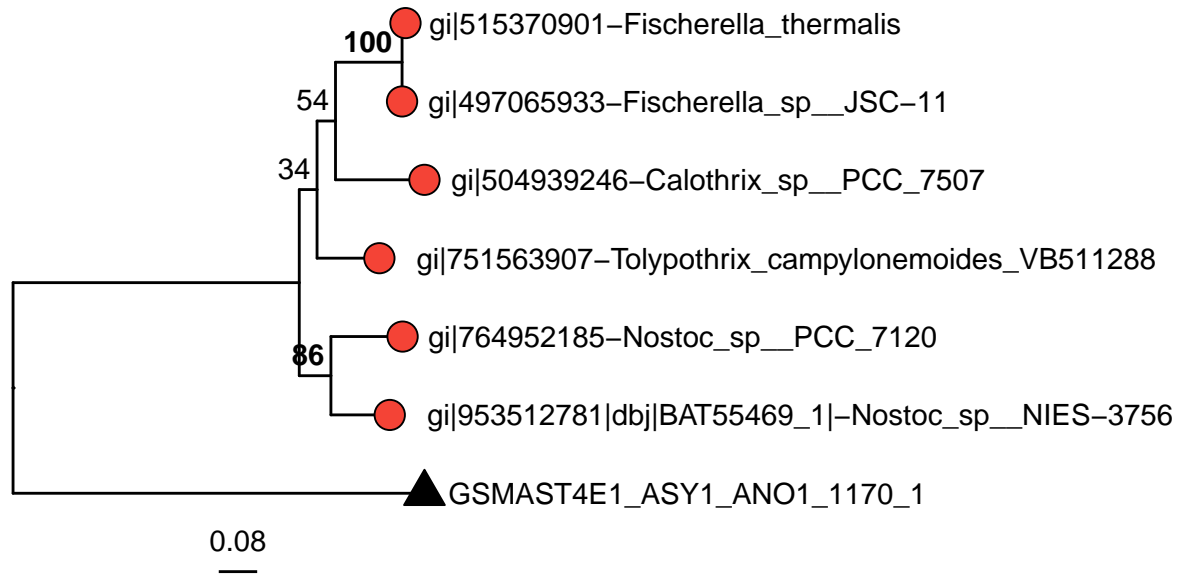 gi|515370901–Fischerella_thermalis
100
gi|497065933–Fischerella_sp__JSC–11
54
34
gi|504939246–Calothrix_sp__PCC_7507
gi|751563907–Tolypothrix_campylonemoides_VB511288
gi|764952185–Nostoc_sp__PCC_7120
86
gi|953512781|dbj|BAT55469_1|–Nostoc_sp__NIES–3756
GSMAST4E1_ASY1_ANO1_1170_1
0.08